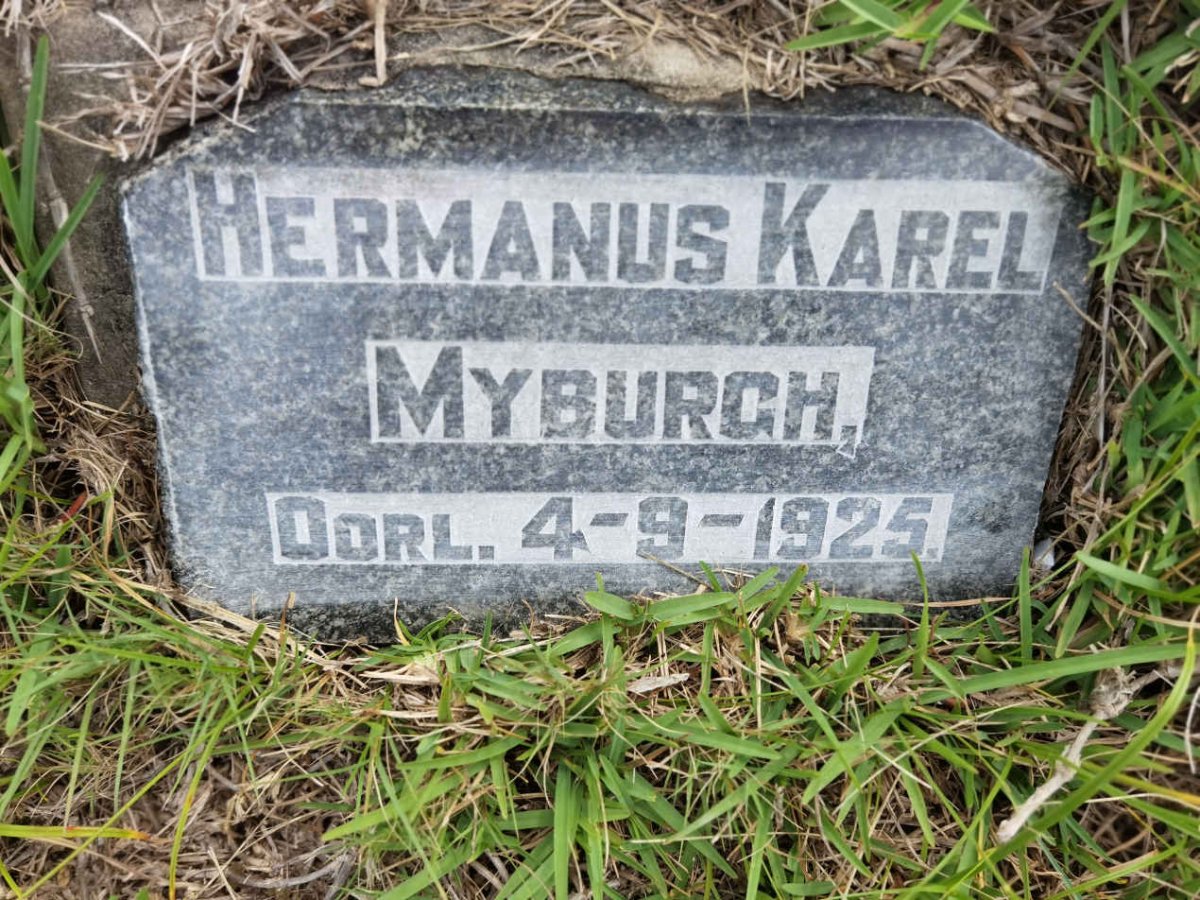 HERMANUS KAREL
MYBURGH,
OORL. 4-9-1925.